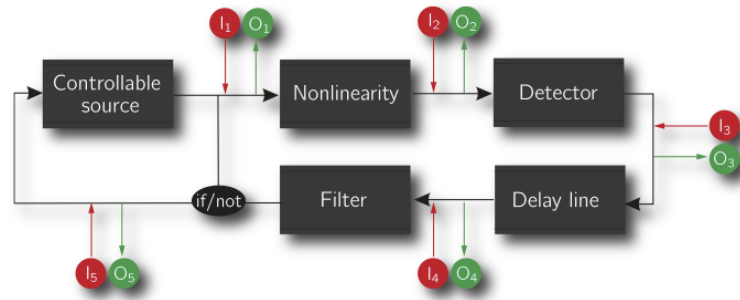 I1 O1 I2 O2
Controllable
source
Nonlinearity
Detector
I3
O3
if/not
Filter
Delay line
I5 O5 I4 O4